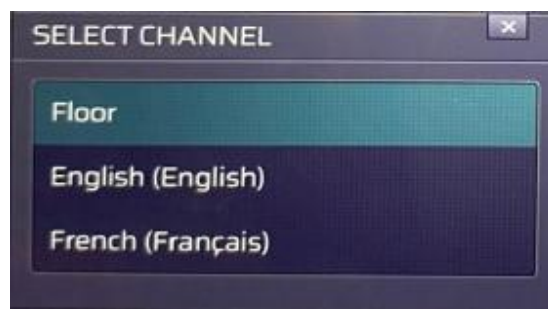 SELECT CHANNEL
Floor
English (English)
French (Français)